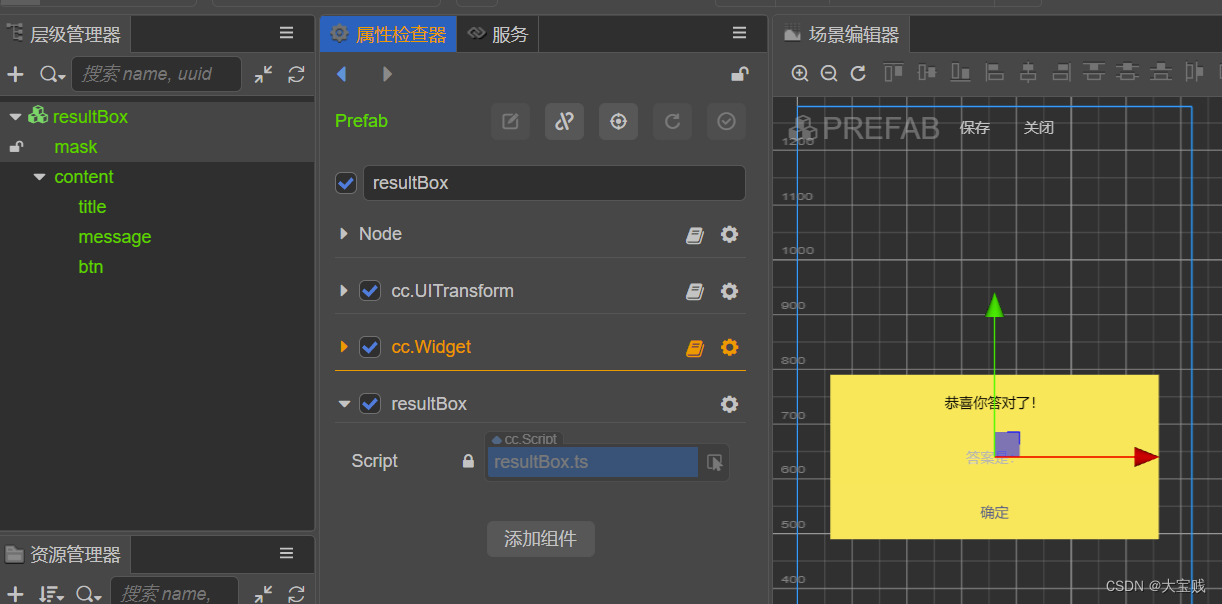 层级管理器
搜索 name, uuid
resultBox
mask
content
title
message
btn
资源管理器
搜索 name,
属性检查器
服务
Prefab
resultBox
Node
cc.UITransform
cc.Widget
resultBox
Script
cc.Script
resultBox.ts
添加组件
场景编辑器
PREFAB
保存
关闭
1200
1100
1000
900
800
700
600
500
400
恭喜你答对了!
答案是:
确定
CSDN @大宝贱